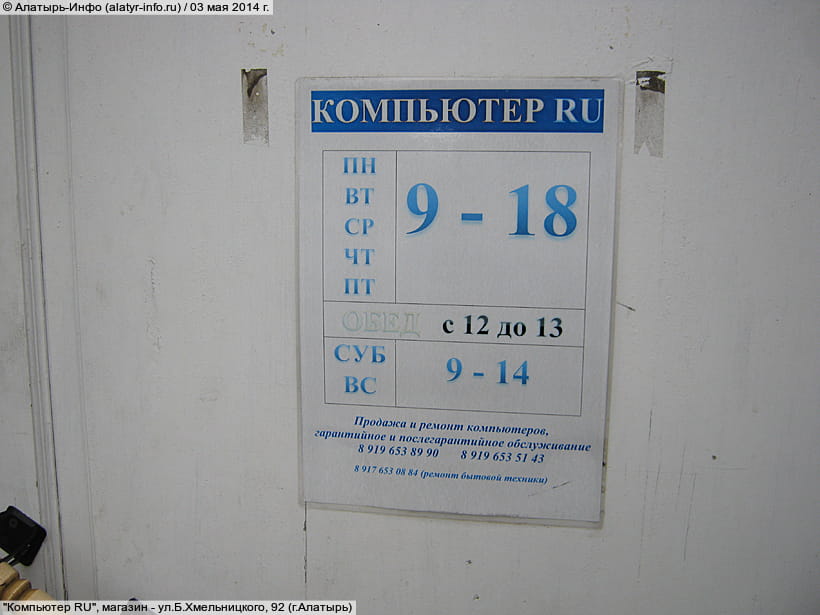 © Алатырь-Инфо (alatyr-info.ru) / 03 мая 2014 г.
КОМПЬЮТЕР RU
ПН
ВТ
СР
ЧТ
ПТ
9 - 18
ОБЕД с 12 до 13
СУБ
ВС
9 - 14
Продажа и ремонт компьютеров,
гарантийное и послегарантийное обслуживание
8 919 653 89 90 8 919 653 51 43
8 917 653 08 84 (ремонт бытовой техники)
"Компьютер RU", магазин - ул.Б.Хмельницкого, 92 (г.Алатырь)